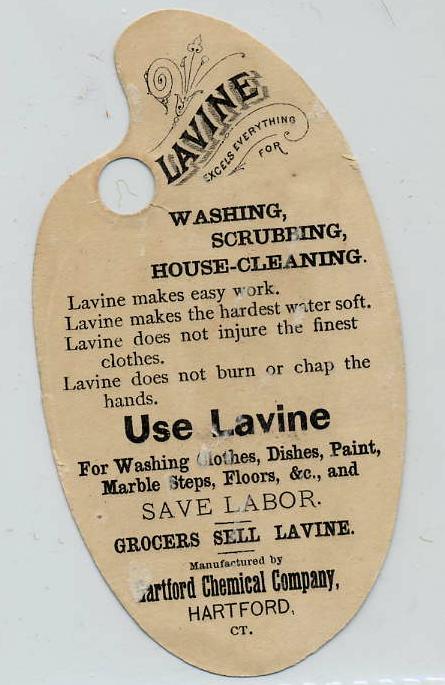 LAVINE
EXCELS EVERYTHING
FOR
WASHING,
SCRUBBING,
HOUSE-CLEANING.
Lavine makes easy work.
Lavine makes the hardest water soft.
Lavine does not injure the finest
clothes.
Lavine does not burn or chap the
hands.
Use Lavine
For Washing Clothes, Dishes, Paint,
Marble Steps, Floors, &c., and
SAVE LABOR.
GROCERS SELL LAVINE.
Manufactured by
Hartford Chemical Company,
HARTFORD,
CT.